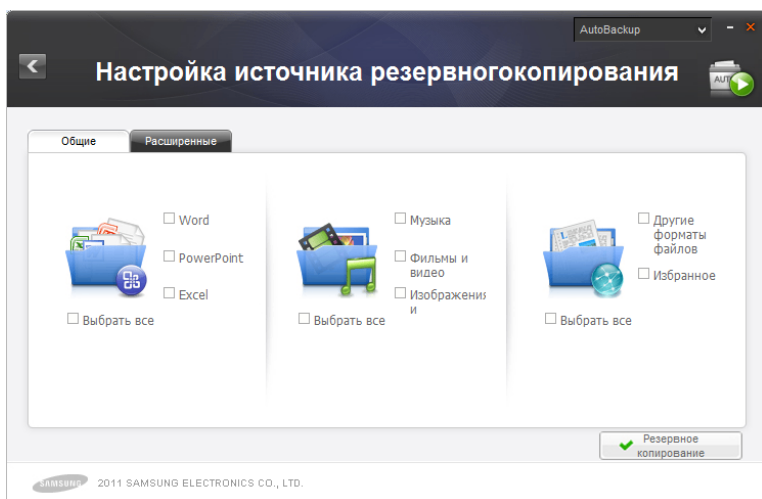 AutoBackup
Настройка источника резервногокопирования
AUTO
Общие
Расширенные
Word
PowerPoint
Excel
Выбрать все
Музыка
Фильмы и
видео
Изображения
и
Выбрать все
Другие
форматы
файлов
Избранное
Выбрать все
Резервное
копирование
SAMSUNG
2011 SAMSUNG ELECTRONICS CO., LTD.